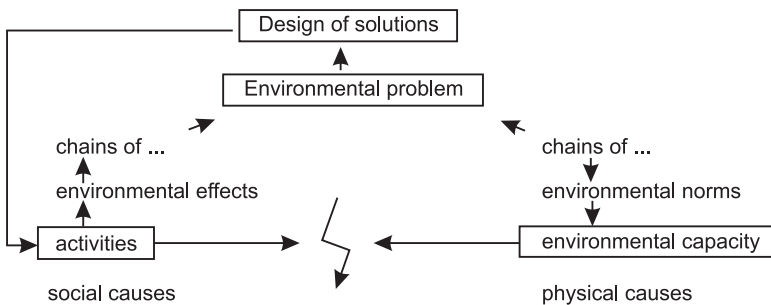 Design of solutions
Environmental problem
chains of ...
chains of ...
environmental effects
environmental norms
activities
environmental capacity
social causes
physical causes